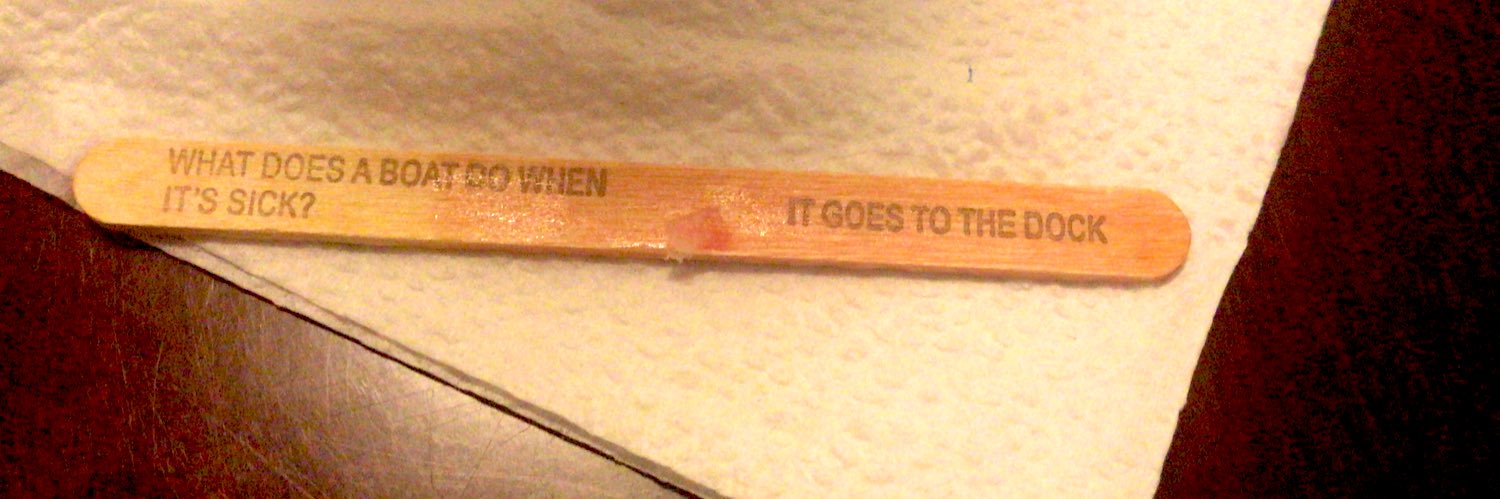 WHAT DOES A BOAT DO WHEN
IT'S SICK?
IT GOES TO THE DOCK